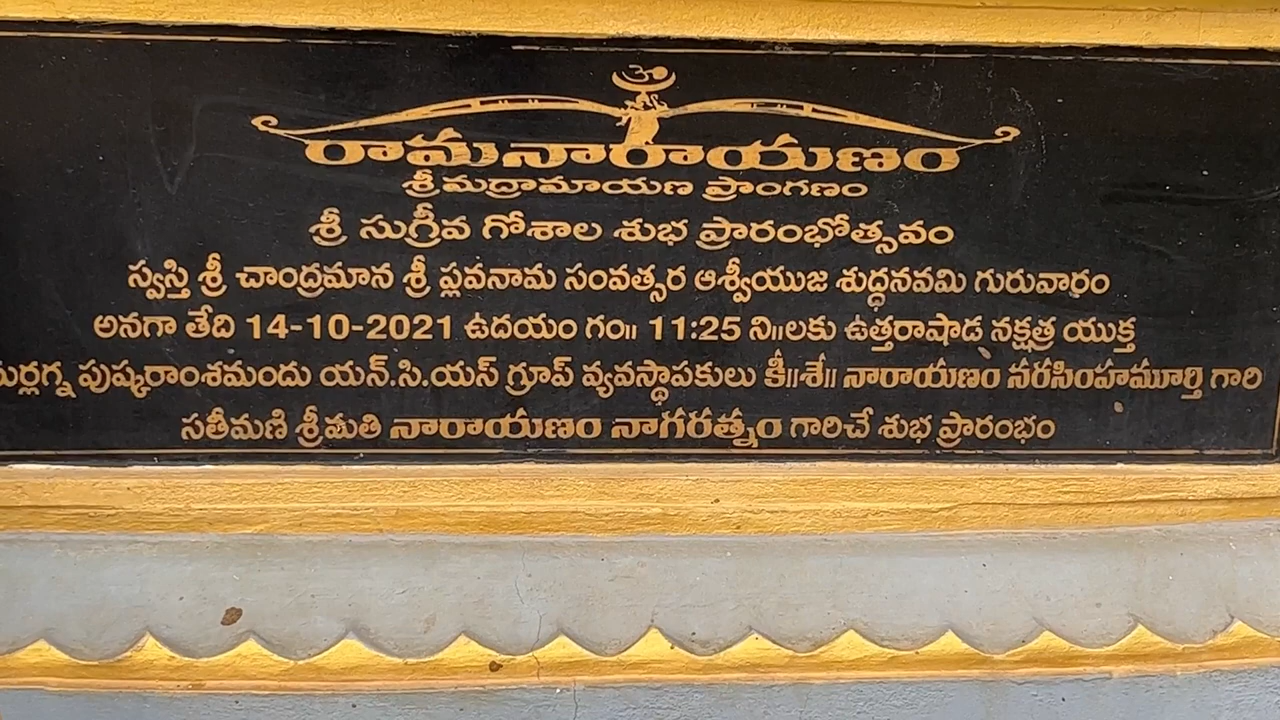 ఓం
రామనారాయణం
శ్రీమద్రామాయణ ప్రాంగణం
శ్రీ సుగ్రీవ గోశాల శుభ ప్రారంభోత్సవం
స్వస్తి శ్రీ చాంద్రమాన శ్రీ ప్లవనామ సంవత్సర ఆశ్వీయుజ శుద్ధనవమి గురువారం
అనగా తేది 14-10-2021 ఉదయం గం॥ 11:25 ని॥లకు ఉత్తరాషాడ నక్షత్ర యుక్త
పుష్కరాంశమందు యన్.సి.యస్ గ్రూప్ వ్యవస్థాపకులు కీ॥శే॥ నారాయణం నరసింహమూర్తి గారి
సతీమణి శ్రీమతి నారాయణం నాగరత్నం గారిచే శుభ ప్రారంభం